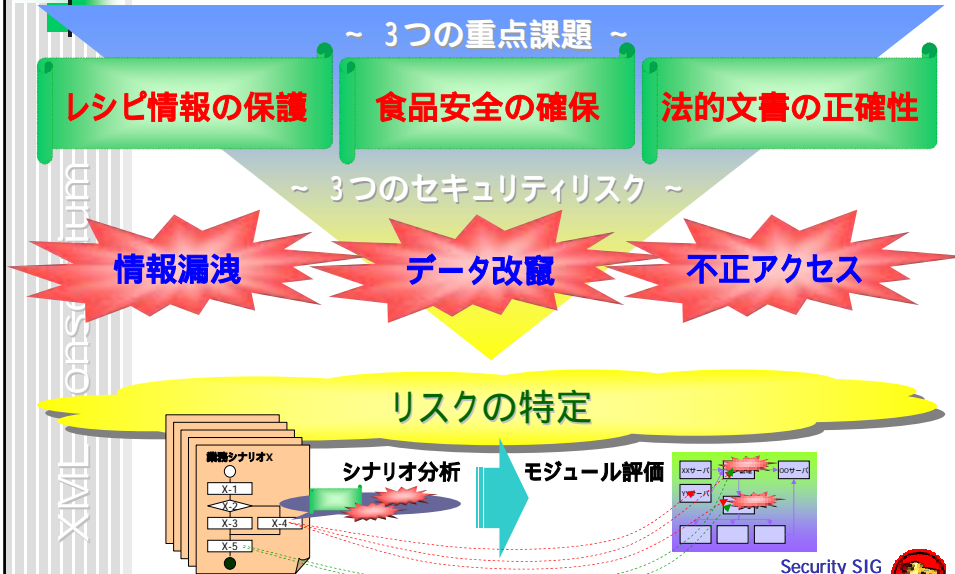 ~ 3つの重点課題 ~
レシピ情報の保護
食品安全の確保
法的文書の正確性
~ 3つのセキュリティリスク ~
情報漏洩
データ改竄
不正アクセス
リスクの特定
業務シナリオX
X-1
X-2
X-3
X-4
X-5
シナリオ分析
モジュール評価
XXサーバ
OOサーバ
Security SIG
XML